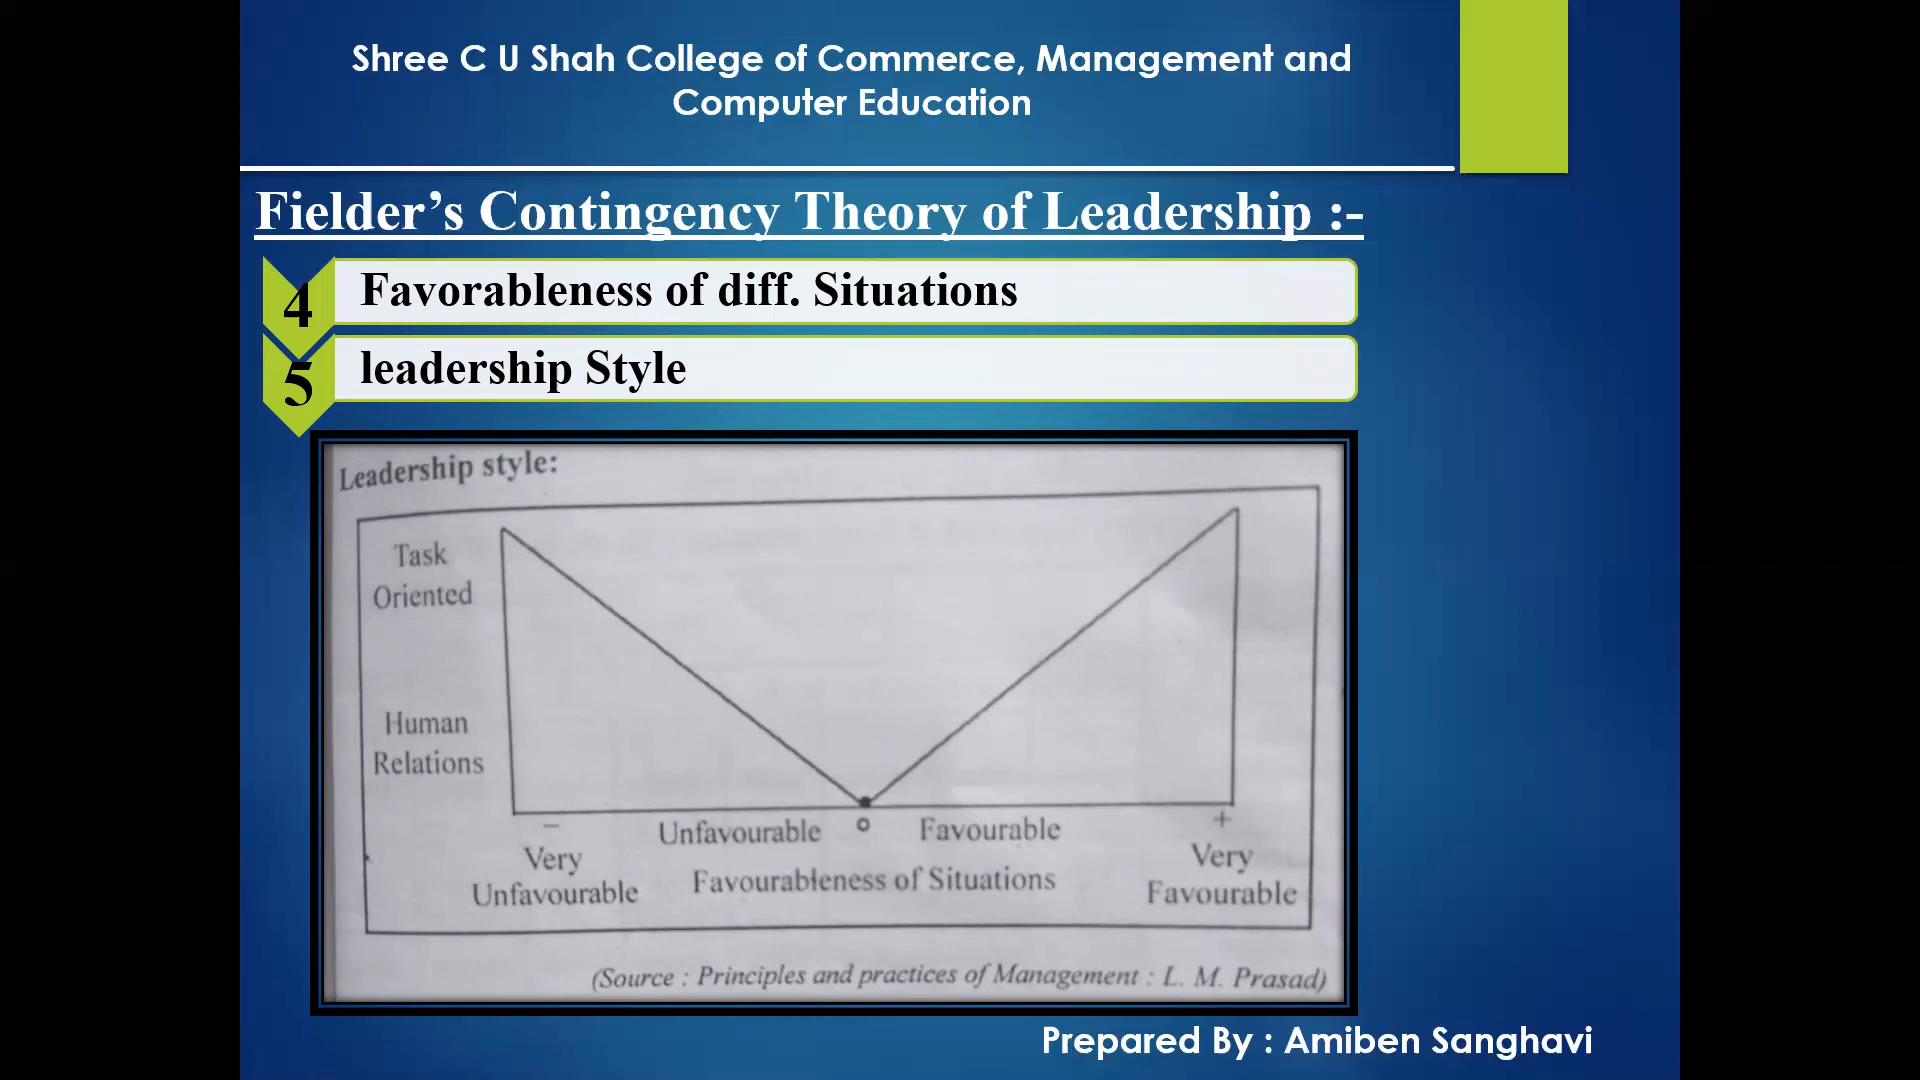 Shree C U Shah College of Commerce, Management and
Computer Education
Fielder’s Contingency Theory of Leadership :-
4
Favorableness of diff. Situations
5
leadership Style
Leadership style:
Task
Oriented
Human
Relations
− Unfavourable o Favourable +
Very
Unfavourable
Favourableness of Situations
Very
Favourable
(Source : Principles and practices of Management : L. M. Prasad)
Prepared By : Amiben Sanghavi